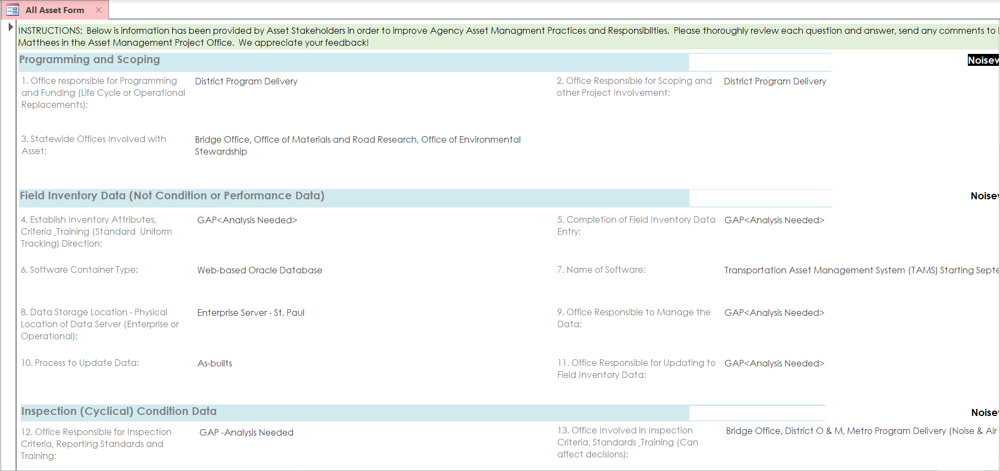 All Asset Form
INSTRUCTIONS:  Below is information has been provided by Asset Stakeholders in order to improve Agency Asset Managment Practices and Responsiblities.  Please thoroughly review each question and answer, send any comments to
Matthees in the Asset Management Project Office.  We appreciate your feedback!
Programming and Scoping
1. Office responsible for Programming
and Funding (Life Cycle or Operational
Replacements):
District Program Delivery
2. Office Responsible for Scoping and
other Project Involvement:
District Program Delivery
3. Statewide Offices Involved with
Asset:
Bridge Office, Office of Materials and Road Research, Office of Environmental
Stewardship
Field Inventory Data (Not Condition or Performance Data)
4. Establish Inventory Attributes,
Criteria _Training (Standard  Uniform
Tracking) Direction:
GAP<Analysis Needed>
5. Completion of Field Inventory Data
Entry:
GAP<Analysis Needed>
6. Software Container Type:
Web-based Oracle Database
7. Name of Software:
Transportation Asset Management System (TAMS) Starting Septe
8. Data Storage Location - Physical
Location of Data Server (Enterprise or
Operational):
Enterprise Server - St. Paul
9. Office Responsible to Manage the
Data:
GAP<Analysis Needed>
10. Process to Update Data:
As-builts
11. Office Responsible for Updating to
Field Inventory Data:
GAP<Analysis Needed>
Inspection (Cyclical) Condition Data
12. Office Responsible for Inspection
Criteria, Reporting Standards and
Training:
GAP -Analysis Needed
13. Office Involved in Inspection
Criteria, Standards _Training (Can
affect decisions):
Bridge Office, District O & M, Metro Program Delivery (Noise & Air